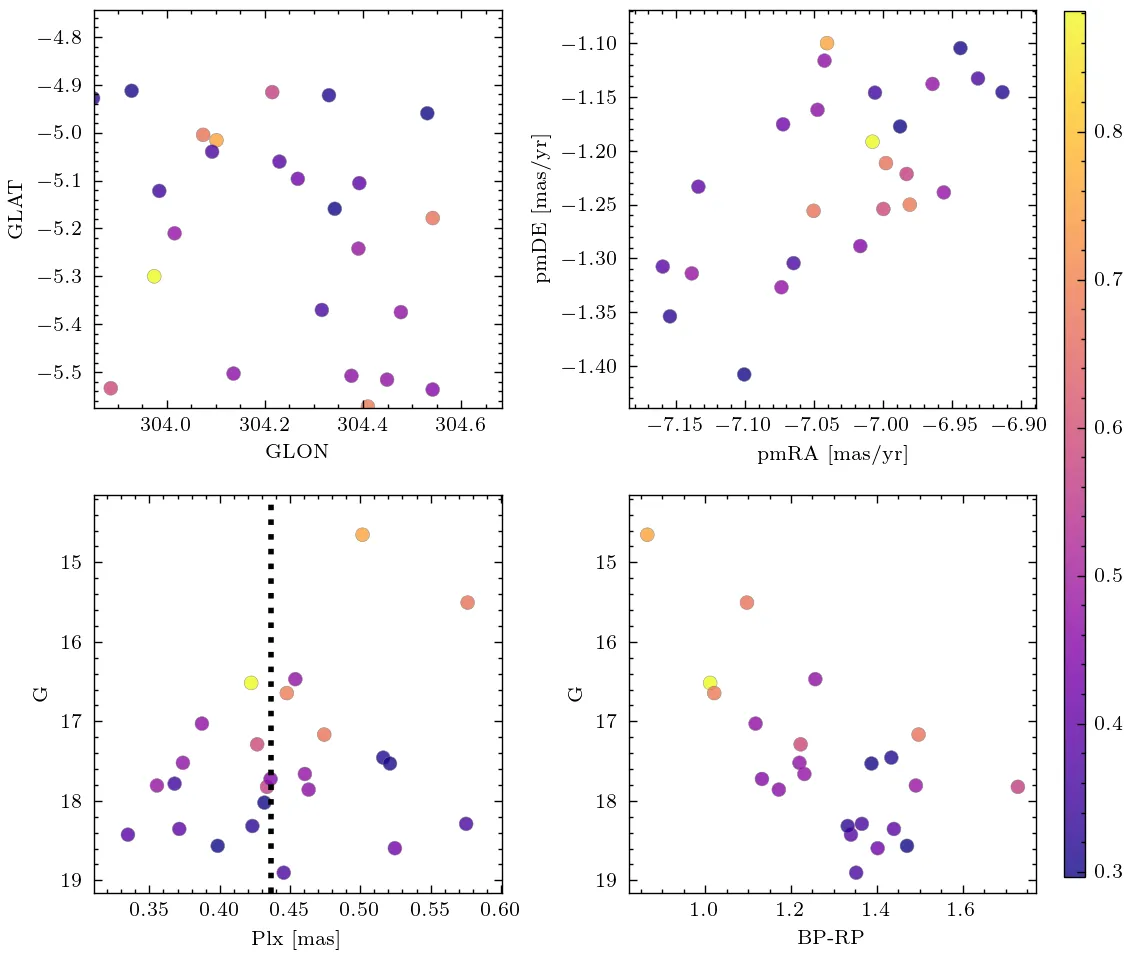 −4.8
−4.9
−5.0
−5.1
−5.2
−5.3
−5.4
−5.5
GLAT
304.0 304.2 304.4 304.6
GLON
−1.10
−1.15
−1.20
−1.25
−1.30
−1.35
−1.40
pmDE [mas/yr]
−7.15 −7.10 −7.05 −7.00 −6.95 −6.90
pmRA [mas/yr]
15
16
17
18
19
G
0.35 0.40 0.45 0.50 0.55 0.60
Plx [mas]
15
16
17
18
19
G
1.0 1.2 1.4 1.6
BP-RP
0.8
0.7
0.6
0.5
0.4
0.3